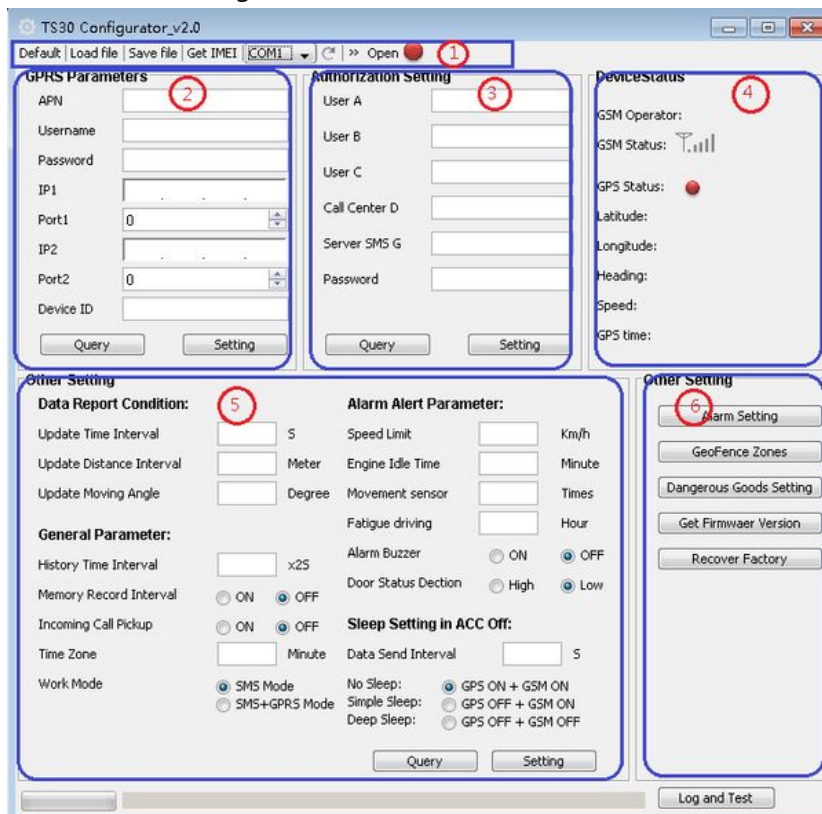 TS30 Configurator_v2.0
Default Load file Save file Get IMEI COM1 >> Open 1
GPRS Parameters
2
APN
Username
Password
IP1 . . .
Port1 0
IP2 . . .
Port2 0
Device ID
Query Setting
Authorization Setting
3
User A
User B
User C
Call Center D
Server SMS G
Password
Query Setting
DeviceStatus
4
GSM Operator:
GSM Status:
GPS Status:
Latitude:
Longitude:
Heading:
Speed:
GPS time:
Other Setting
5
Data Report Condition:
Update Time Interval S
Update Distance Interval Meter
Update Moving Angle Degree
General Parameter:
History Time Interval x2S
Memory Record Interval ON OFF
Incoming Call Pickup ON OFF
Time Zone Minute
Work Mode SMS Mode
SMS+GPRS Mode
Alarm Alert Parameter:
Speed Limit Km/h
Engine Idle Time Minute
Movement sensor Times
Fatigue driving Hour
Alarm Buzzer ON OFF
Door Status Dection High Low
Sleep Setting in ACC Off:
Data Send Interval S
No Sleep: GPS ON + GSM ON
Simple Sleep: GPS OFF + GSM ON
Deep Sleep: GPS OFF + GSM OFF
Query Setting
Other Setting
6
Alarm Setting
GeoFence Zones
Dangerous Goods Setting
Get Firmwaer Version
Recover Factory
Log and Test